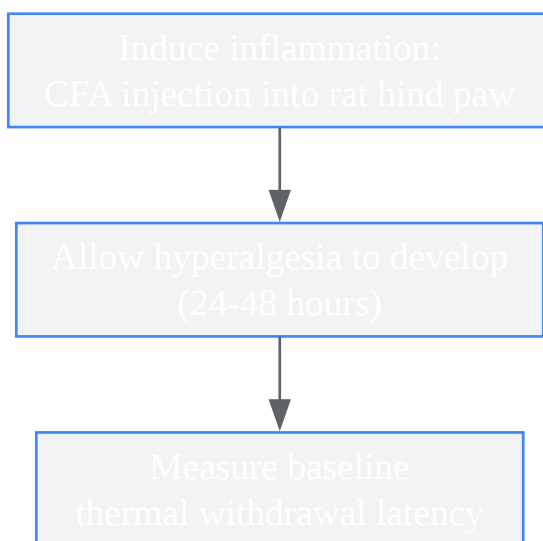 Induce inflammation:
CFA injection into rat hind paw
Allow hyperalgesia to develop
(24-48 hours)
Measure baseline
thermal withdrawal latency